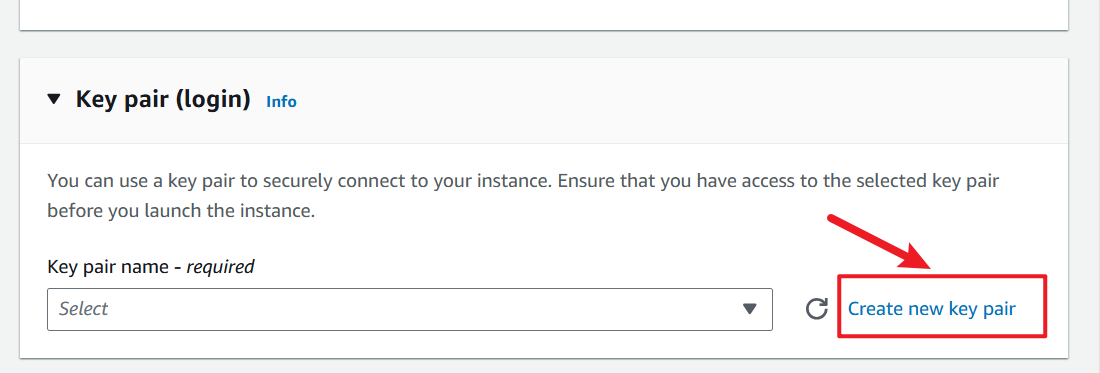 Key pair (login) Info
You can use a key pair to securely connect to your instance. Ensure that you have access to the selected key pair
before you launch the instance.
Key pair name - required
Select
Create new key pair